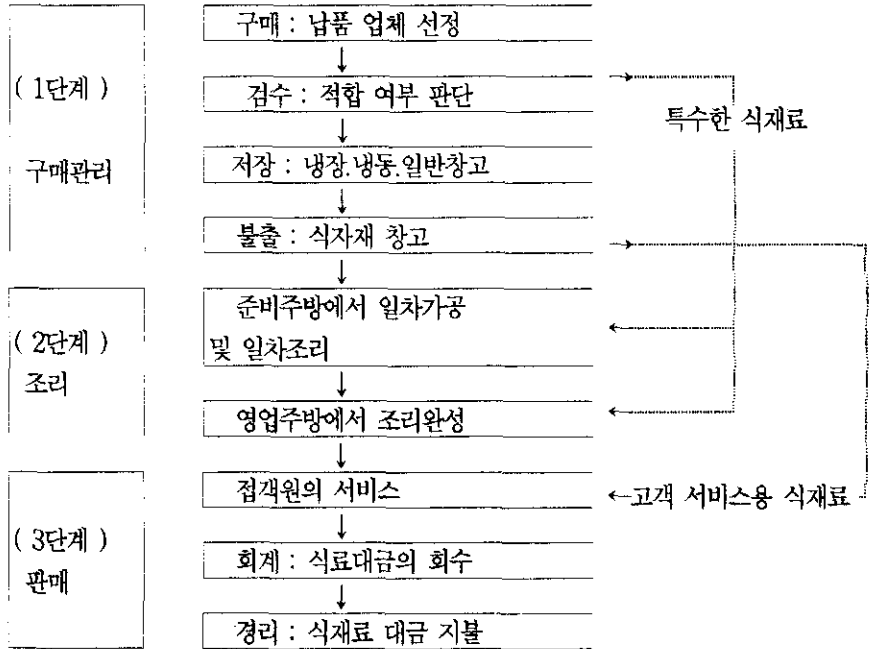 구매 : 납품 업체 선정
( 1단계 )
구매관리
검수 : 적합 여부 판단
특수한 식재료
저장 : 냉장.냉동.일반창고
불출 : 식자재 창고
( 2단계 )
조리
준비주방에서 일차가공
및 일차조리
영업주방에서 조리완성
접객원의 서비스
고객 서비스용 식재료
( 3단계 )
판매
회계 : 식료대금의 회수
경리 : 식재료 대금 지불